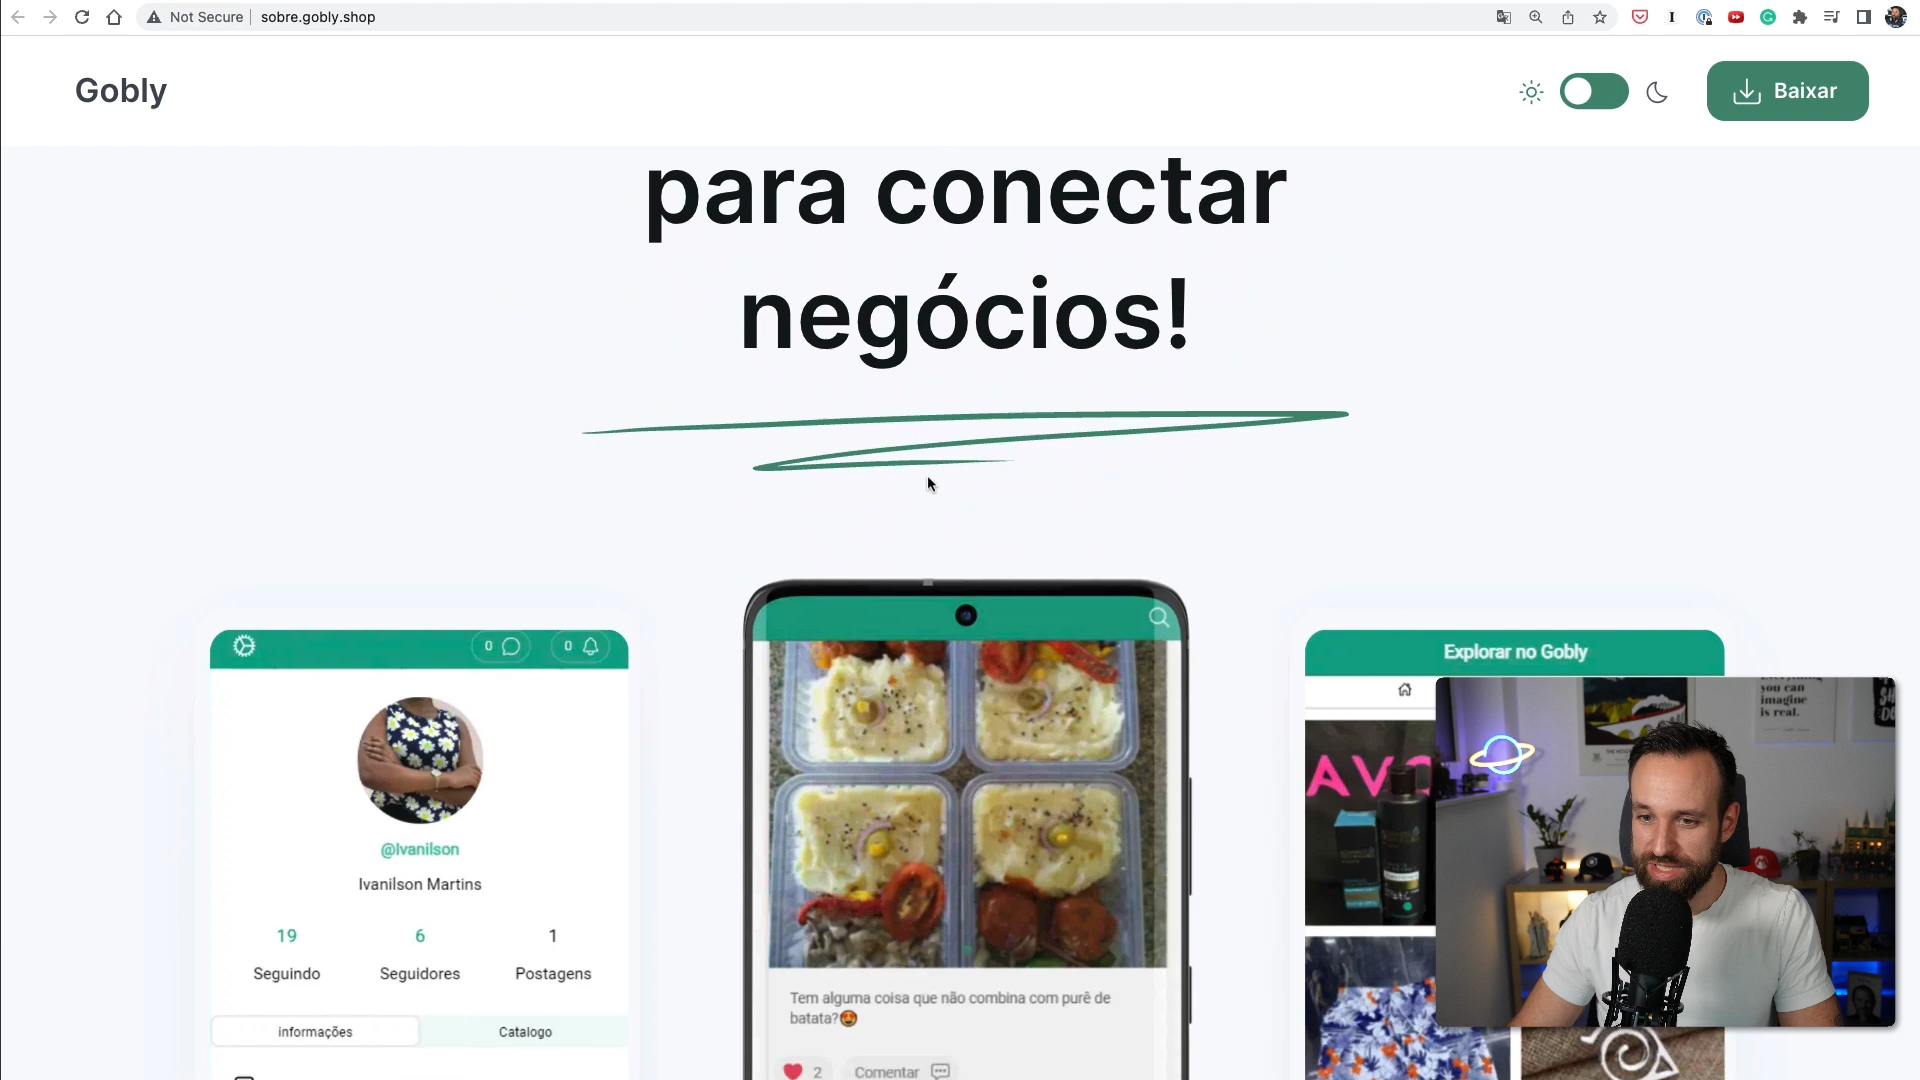 Not Secure
sobre.gobly.shop
Gobly
Baixar
para conectar
negócios!
0
0
@Ivanilson
Ivanilson Martins
19
6
1
Seguindo
Seguidores
Postagens
informações
Catalogo
Tem alguma coisa que não combina com purê de
batata?😍
2
Comentar
Explorar no Gobly
AVO
you can
imagine
is real.